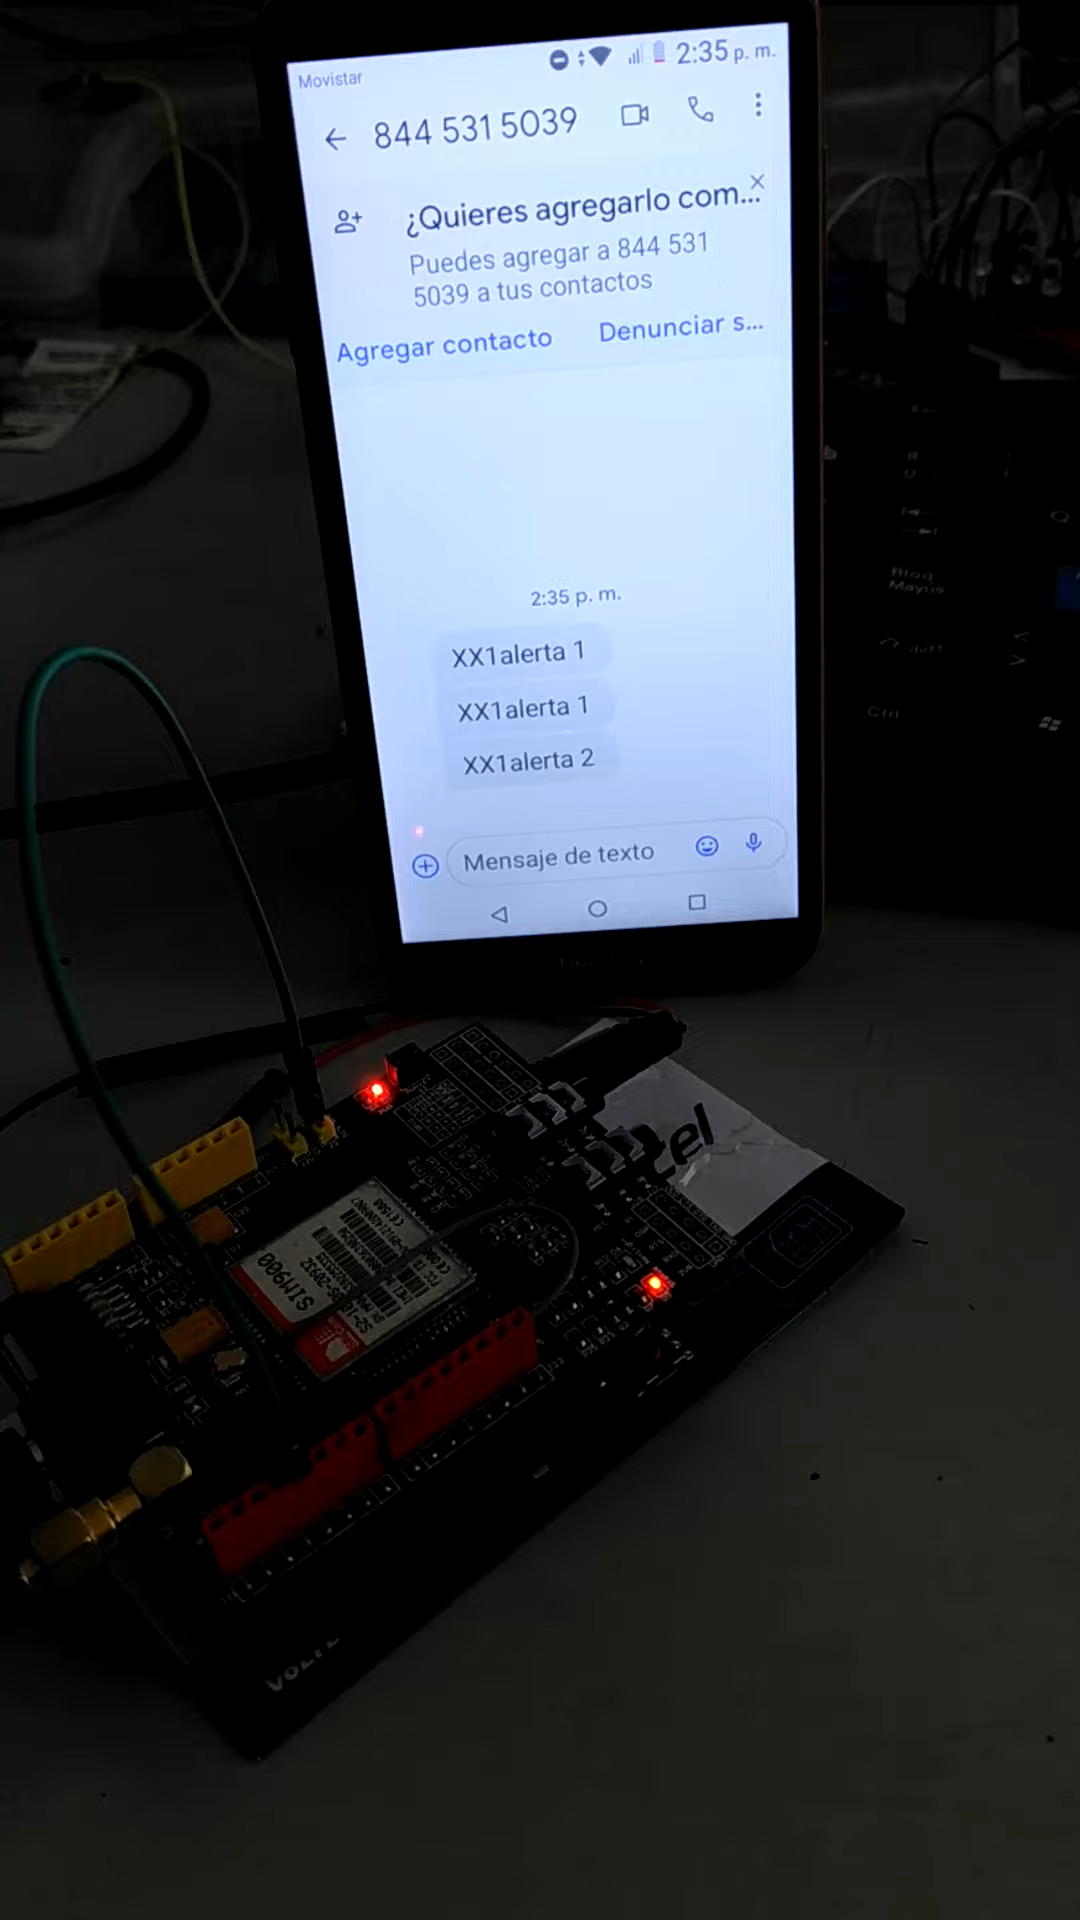 Movistar
2:35 p. m.
844 531 5039
¿Quieres agregarlo com...
Puedes agregar a 844 531
5039 a tus contactos
Agregar contacto
Denunciar s...
2:35 p. m.
XX1alerta 1
XX1alerta 1
XX1alerta 2
Mensaje de texto
Bloq
Mayus
Ctrl
SIM900